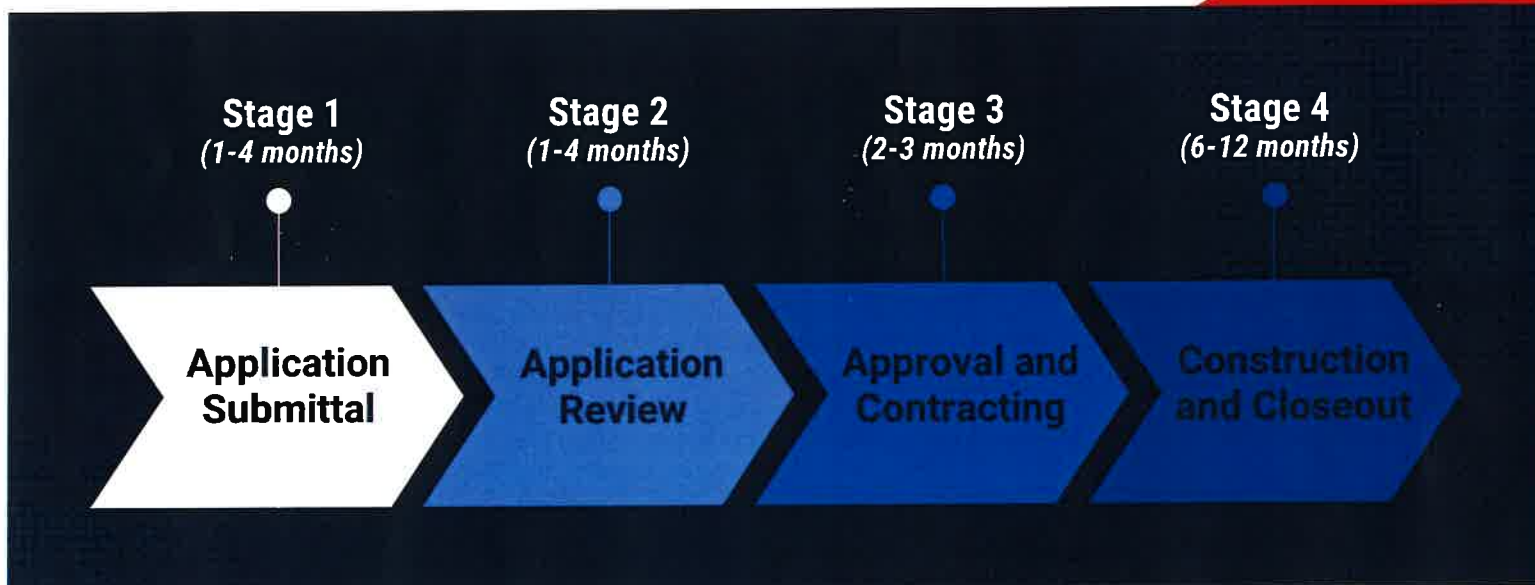 Stage 1
(1-4 months)
Stage 2
(1-4 months)
Stage 3
(2-3 months)
Stage 4
(6-12 months)
Application
Submittal
Application
Review
Approval and
Contracting
Construction
and Closeout